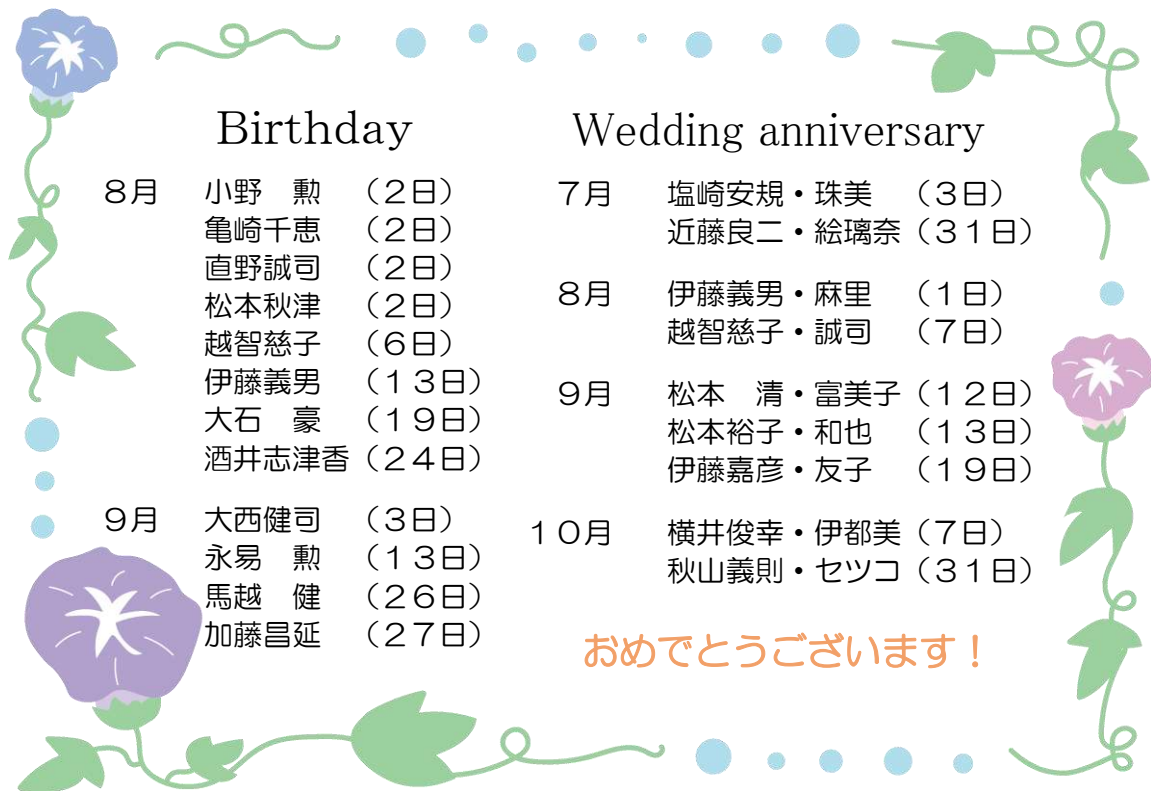 Birthday
8月　小野　勲　（2日）
亀崎千恵　（2日）
直野誠司　（2日）
松本秋津　（2日）
越智慈子　（6日）
伊藤義男　（13日）
大石　豪　（19日）
酒井志津香（24日）
9月　大西健司　（3日）
永易　勲　（13日）
馬越　健　（26日）
加藤昌延　（27日）
Wedding anniversary
7月　塩崎安規・珠美　（3日）
近藤良二・絵璃奈（31日）
8月　伊藤義男・麻里　（1日）
越智慈子・誠司　（7日）
9月　松本　清・富美子（12日）
松本裕子・和也　（13日）
伊藤嘉彦・友子　（19日）
10月　横井俊幸・伊都美（7日）
秋山義則・セツコ（31日）
おめでとうございます！